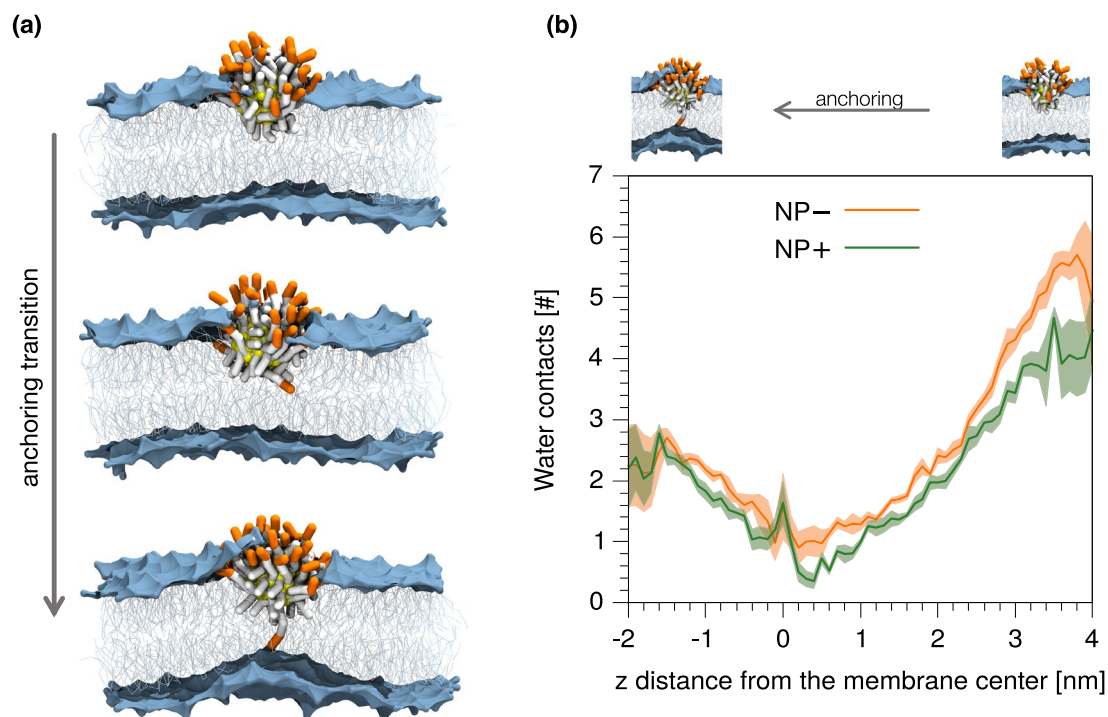 (a)
anchoring transition
(b)
anchoring
NP−
NP+
Water contacts [#]
7
6
5
4
3
2
1
0
-2 -1 0 1 2 3 4
z distance from the membrane center [nm]